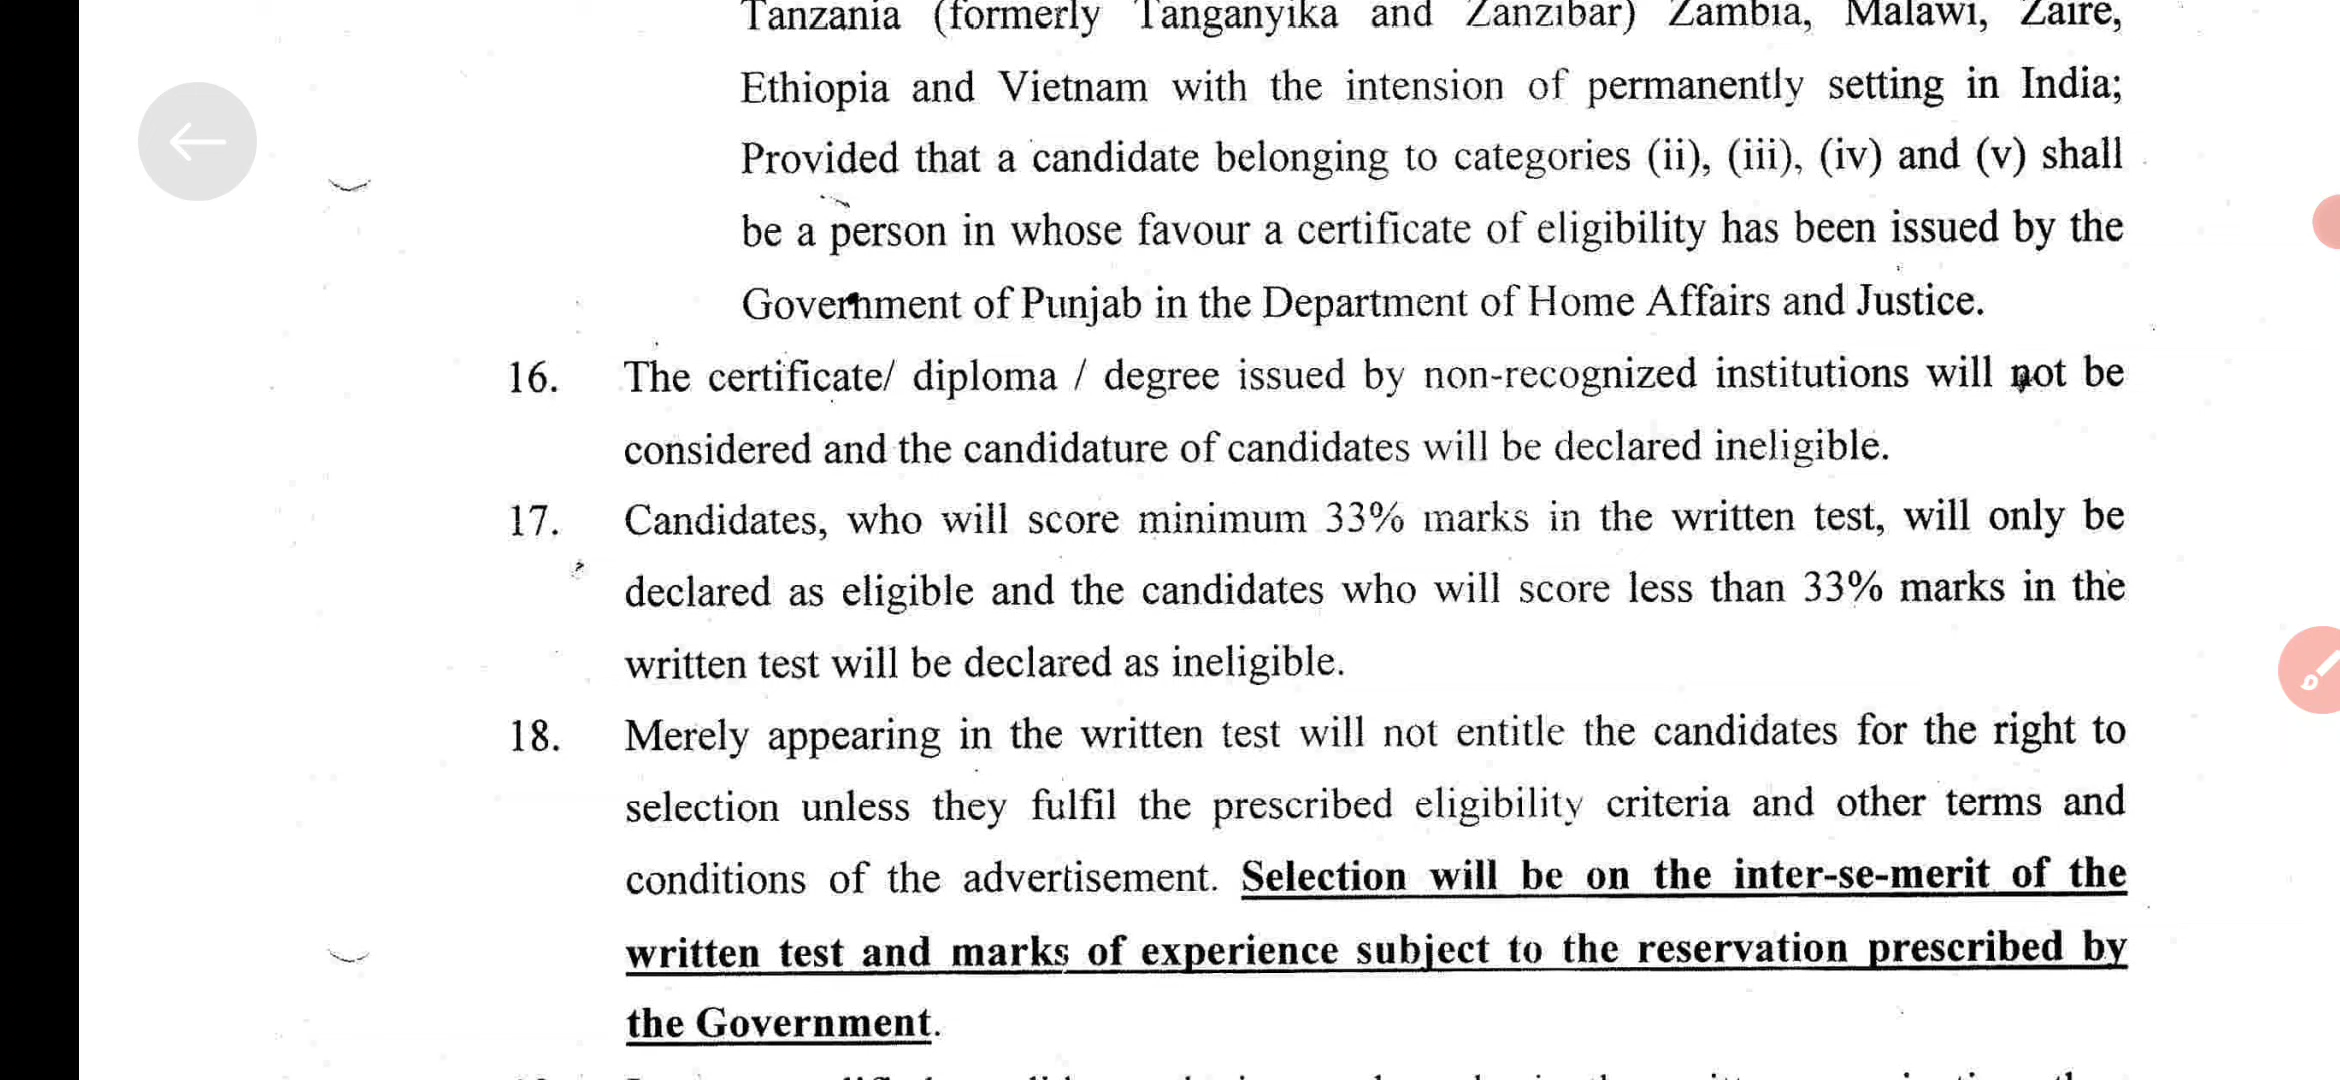 Tanzania (formerly Tanganyika and Zanzibar) Zambia, Malawi, Zaire,
Ethiopia and Vietnam with the intension of permanently setting in India;
Provided that a candidate belonging to categories (ii), (iii), (iv) and (v) shall
be a person in whose favour a certificate of eligibility has been issued by the
Government of Punjab in the Department of Home Affairs and Justice.
16. The certificate/ diploma / degree issued by non-recognized institutions will not be
considered and the candidature of candidates will be declared ineligible.
17. Candidates, who will score minimum 33% marks in the written test, will only be
declared as eligible and the candidates who will score less than 33% marks in the
written test will be declared as ineligible.
18. Merely appearing in the written test will not entitle the candidates for the right to
selection unless they fulfil the prescribed eligibility criteria and other terms and
conditions of the advertisement. Selection will be on the inter-se-merit of the
written test and marks of experience subject to the reservation prescribed by
the Government.